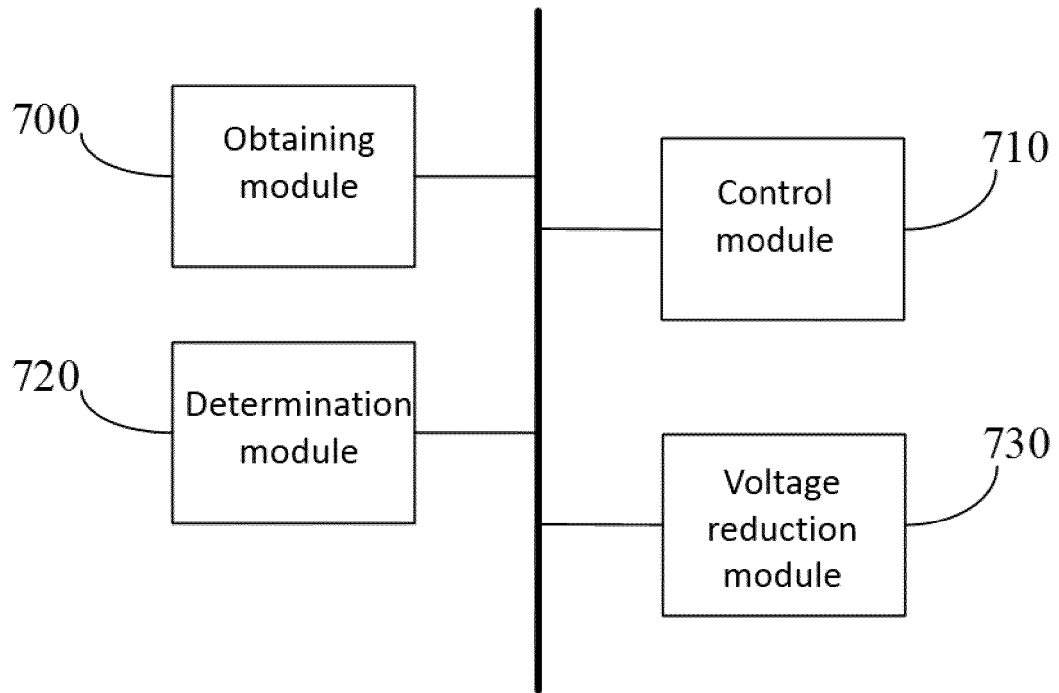 700
Obtaining
module
710
Control
module
720
Determination
module
730
Voltage
reduction
module